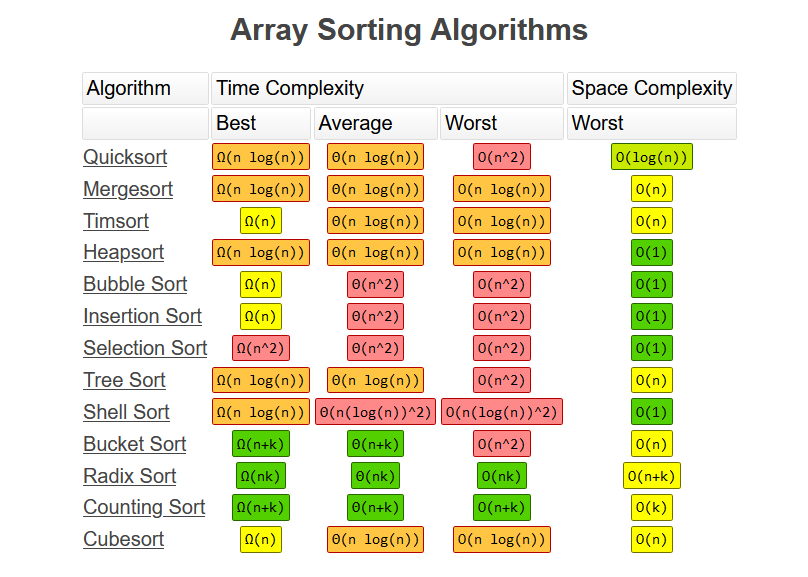 Array Sorting Algorithms
Algorithm Time Complexity Space Complexity
Best Average Worst Worst
Quicksort Ω(n log(n)) Θ(n log(n)) O(n^2) O(log(n))
Mergesort Ω(n log(n)) Θ(n log(n)) O(n log(n)) O(n)
Timsort Ω(n) Θ(n log(n)) O(n log(n)) O(n)
Heapsort Ω(n log(n)) Θ(n log(n)) O(n log(n)) O(1)
Bubble Sort Ω(n) Θ(n^2) O(n^2) O(1)
Insertion Sort Ω(n) Θ(n^2) O(n^2) O(1)
Selection Sort Ω(n^2) Θ(n^2) O(n^2) O(1)
Tree Sort Ω(n log(n)) Θ(n log(n)) O(n^2) O(n)
Shell Sort Ω(n log(n)) Θ(n(log(n))^2) O(n(log(n))^2) O(1)
Bucket Sort Ω(n+k) Θ(n+k) O(n^2) O(n)
Radix Sort Ω(nk) Θ(nk) O(nk) O(n+k)
Counting Sort Ω(n+k) Θ(n+k) O(n+k) O(k)
Cubesort Ω(n) Θ(n log(n)) O(n log(n)) O(n)